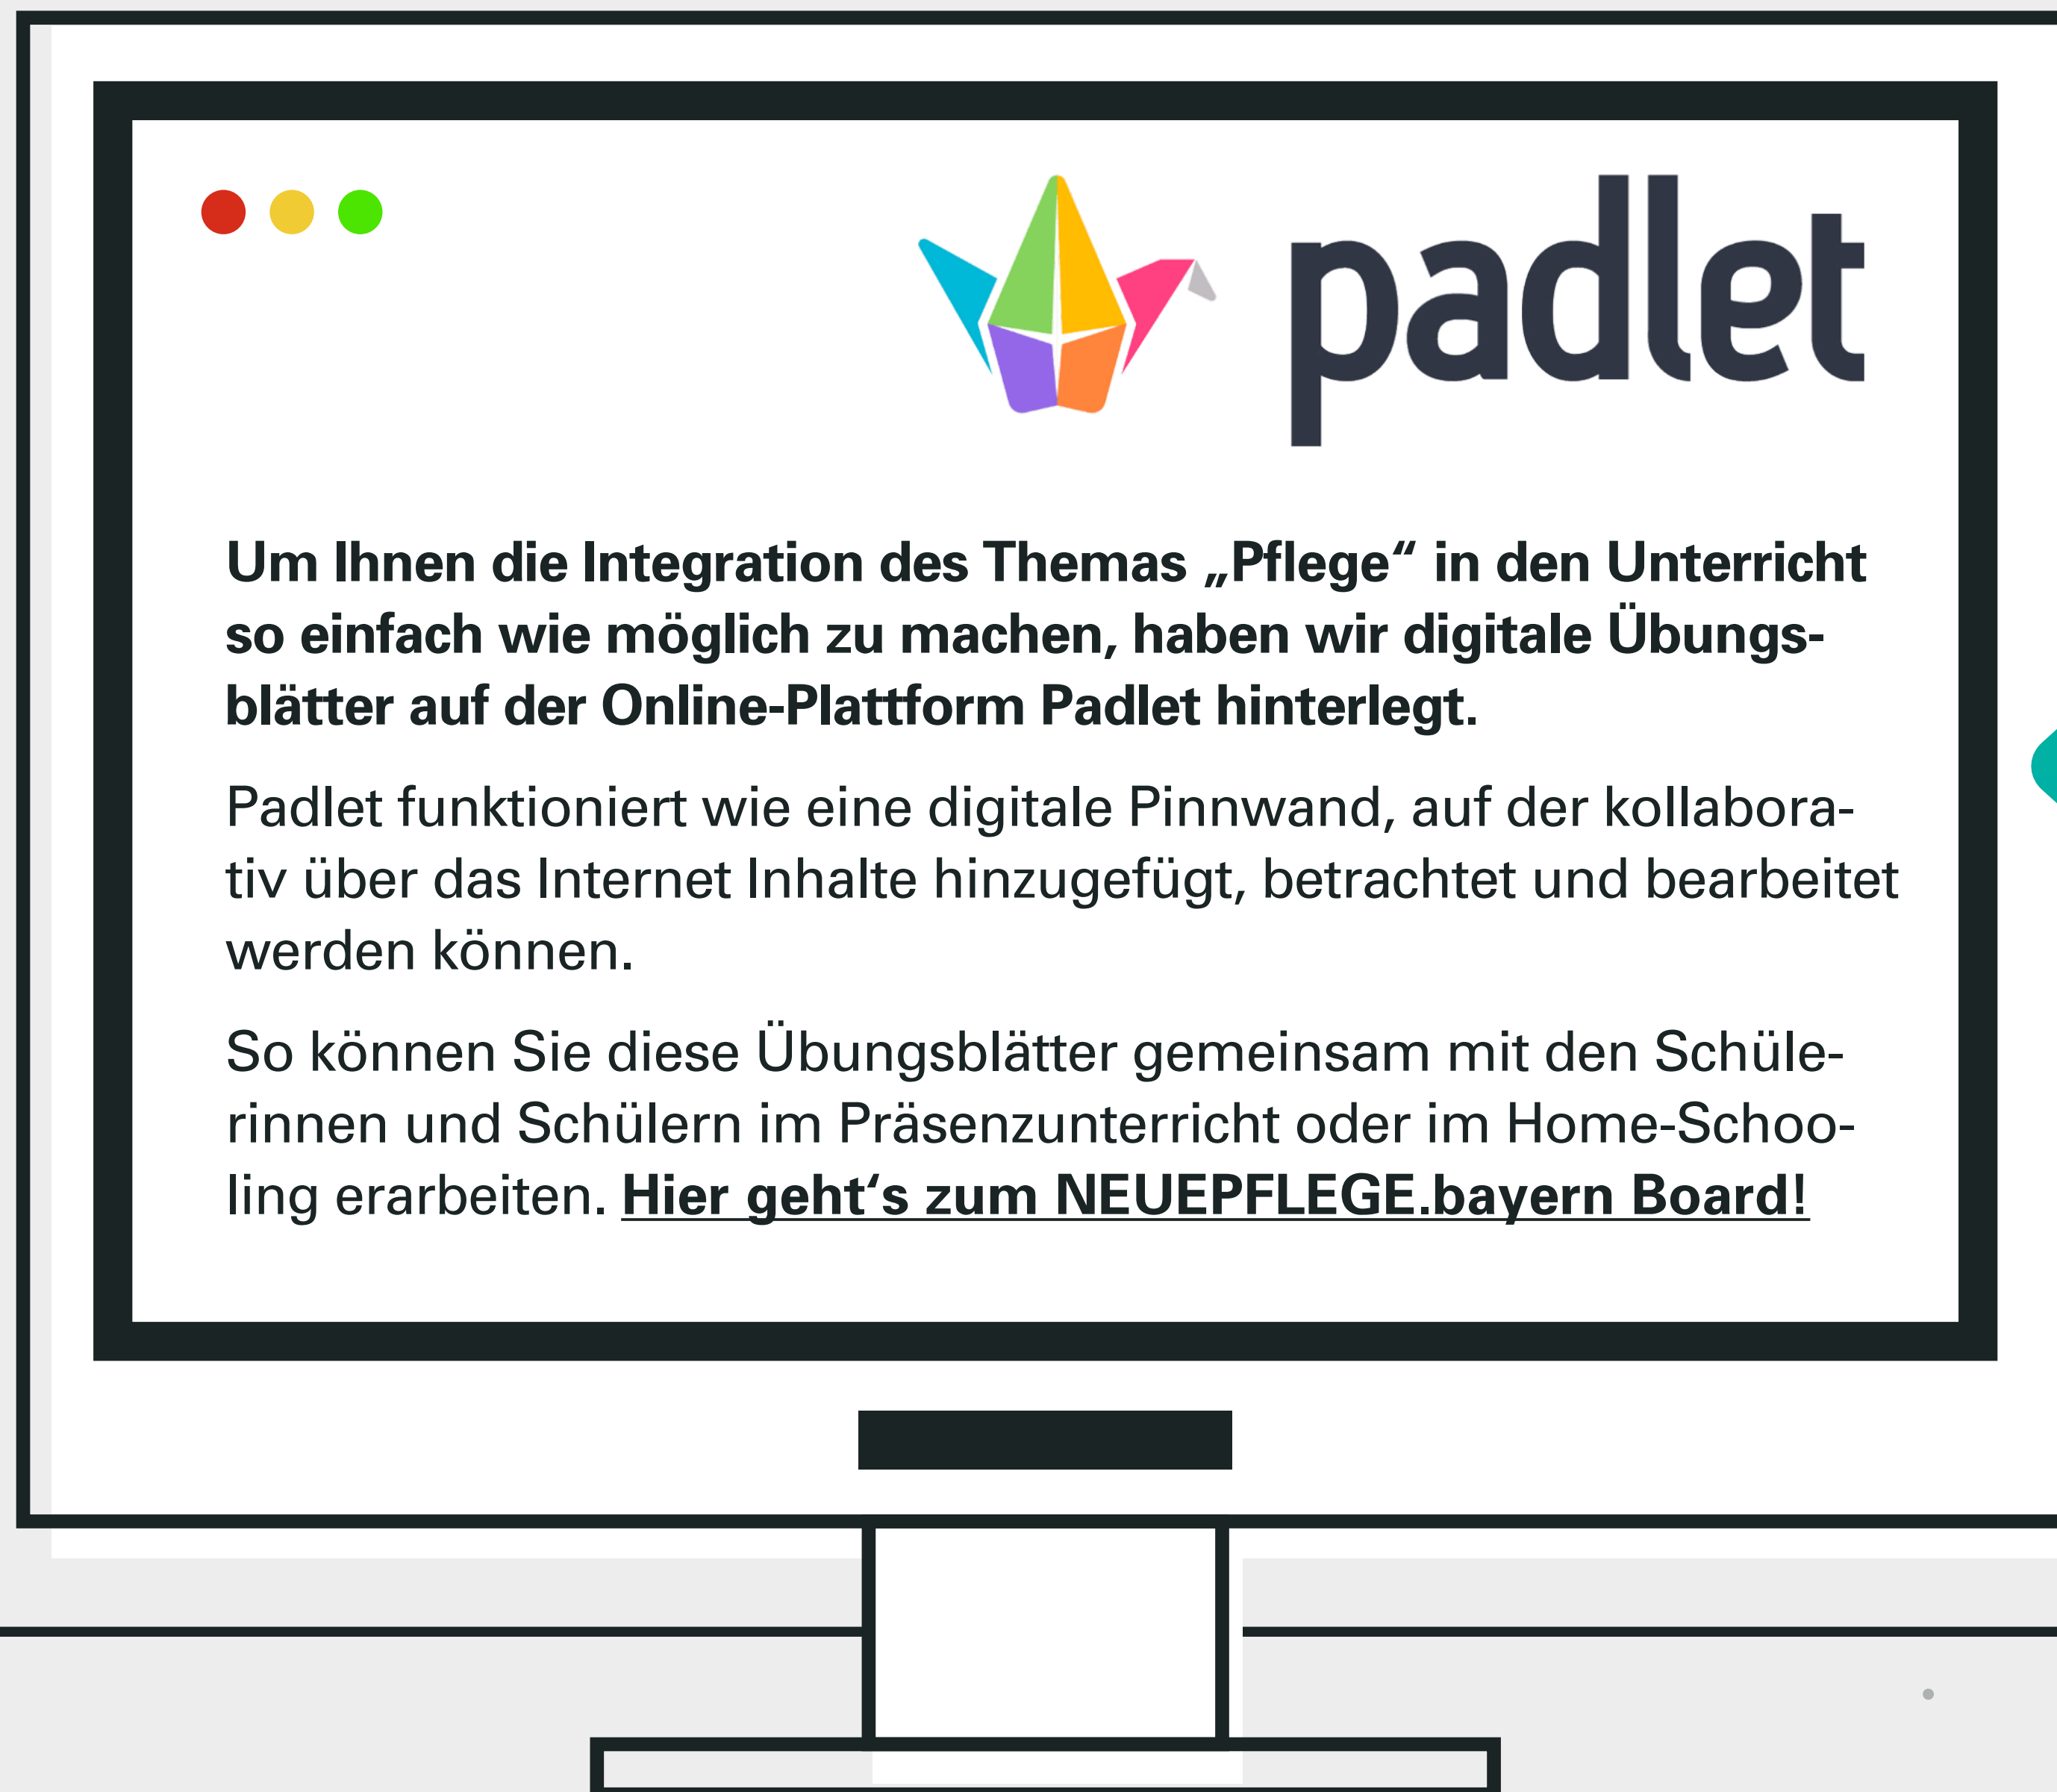 padlet
Um Ihnen die Integration des Themas „Pflege“ in den Unterricht
so einfach wie möglich zu machen, haben wir digitale Übungs-
blätter auf der Online-Plattform Padlet hinterlegt.
Padlet funktioniert wie eine digitale Pinnwand, auf der kollabora-
tiv über das Internet Inhalte hinzugefügt, betrachtet und bearbeitet
werden können.
So können Sie diese Übungsblätter gemeinsam mit den Schüle-
rinnen und Schülern im Präsenzunterricht oder im Home-Schoo-
ling erarbeiten. Hier geht‘s zum NEUEPFLEGE.bayern Board!